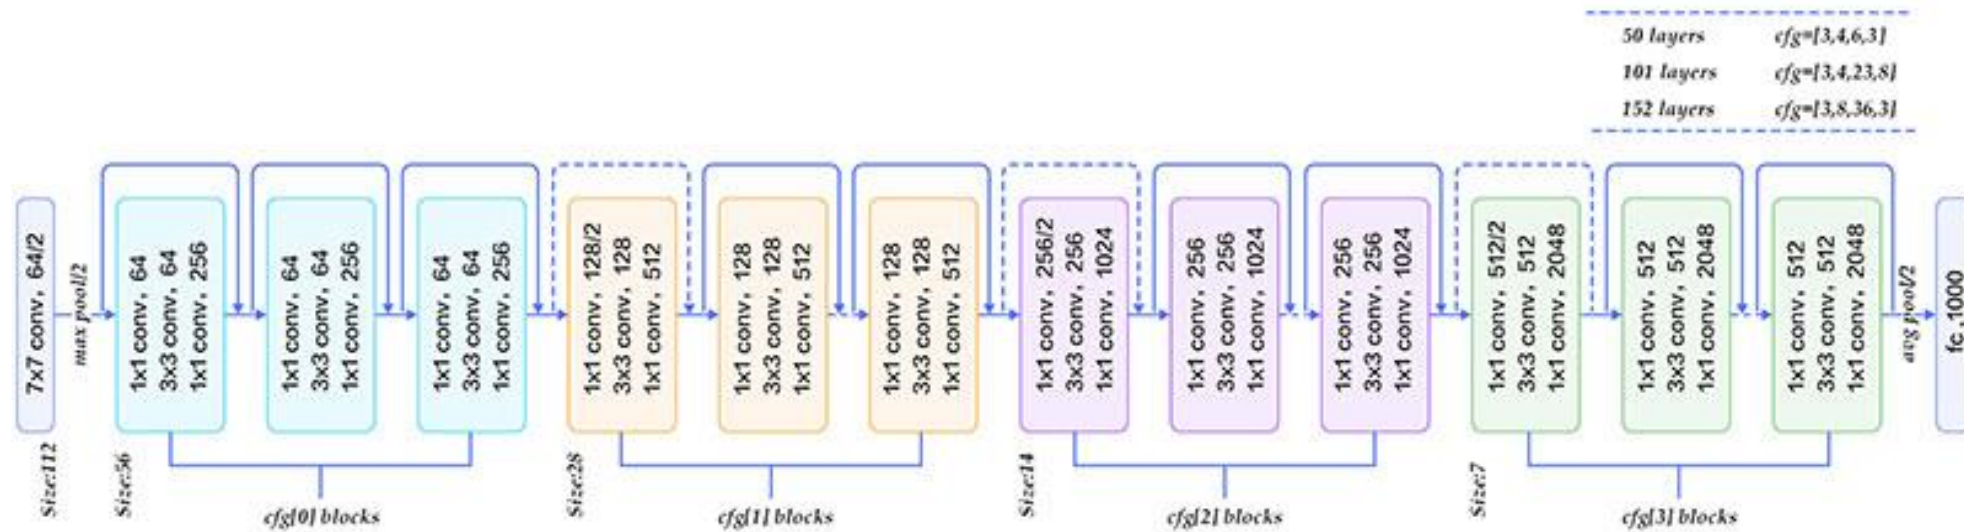 50 layers cfg=[3,4,6,3]
101 layers cfg=[3,4,23,8]
152 layers cfg=[3,8,36,3]
7x7 conv, 64/2
max pool/2
1x1 conv, 64
3x3 conv, 64
1x1 conv, 256
1x1 conv, 64
3x3 conv, 64
1x1 conv, 256
1x1 conv, 64
3x3 conv, 64
1x1 conv, 256
1x1 conv, 128/2
3x3 conv, 128
1x1 conv, 512
1x1 conv, 128
3x3 conv, 128
1x1 conv, 512
1x1 conv, 128
3x3 conv, 128
1x1 conv, 512
1x1 conv, 256/2
3x3 conv, 256
1x1 conv, 1024
1x1 conv, 256
3x3 conv, 256
1x1 conv, 1024
1x1 conv, 256
3x3 conv, 256
1x1 conv, 1024
1x1 conv, 512/2
3x3 conv, 512
1x1 conv, 2048
1x1 conv, 512
3x3 conv, 512
1x1 conv, 2048
1x1 conv, 512
3x3 conv, 512
1x1 conv, 2048
avg pool/2
fc ,1000
Size:112
Size:56
Size:28
Size:14
Size:7
cfg[0] blocks
cfg[1] blocks
cfg[2] blocks
cfg[3] blocks